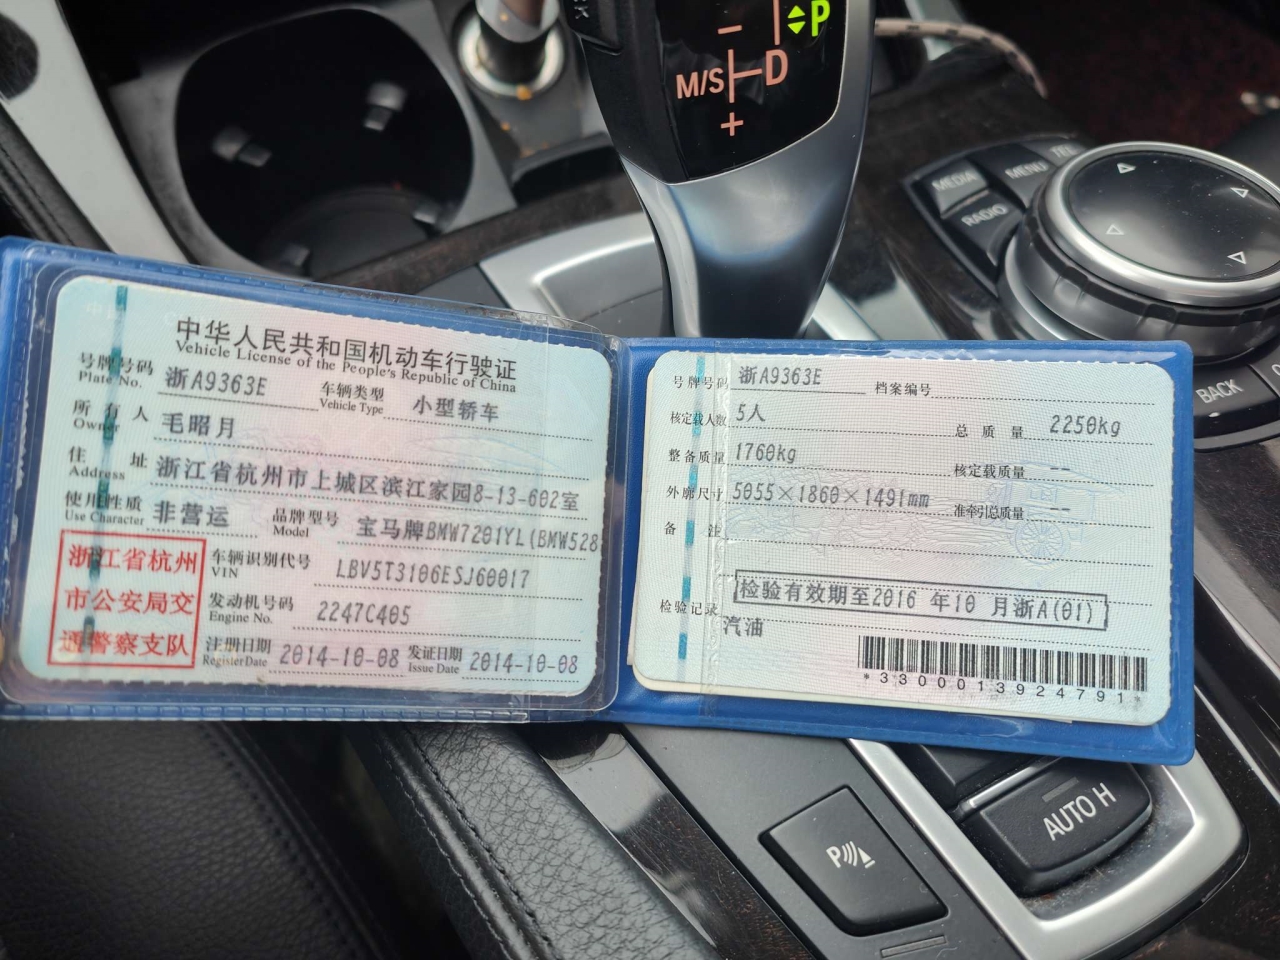 P
M/S
D
MEDIA
MENU
TEL
RADIO
BACK
中华人民共和国机动车行驶证
Vehicle License of the People's Republic of China
号牌号码 浙A9363E 车辆类型 小型轿车
Plate No. Vehicle Type
所有人 毛昭月
Owner
住址 浙江省杭州市上城区滨江家园8-13-602室
Address
使用性质 非营运 品牌型号 宝马牌BMW7201YL(BMW528
Use Character Model
浙江省杭州
市公安局交
通警察支队
车辆识别代号 LBV5T3106ESJ60017
VIN
发动机号码 2247C405
Engine No.
注册日期 2014-10-08 发证日期 2014-10-08
Register Date Issue Date
号牌号码 浙A9363E 档案编号
核定载人数 5人 总质量 2250kg
整备质量 1760kg 核定载质量 --
外廓尺寸 5055×1860×1491mm 准牵引总质量 --
备注
检验记录 检验有效期至2016年10月浙A(01)
汽油
*3300013924791*
P
AUTO H